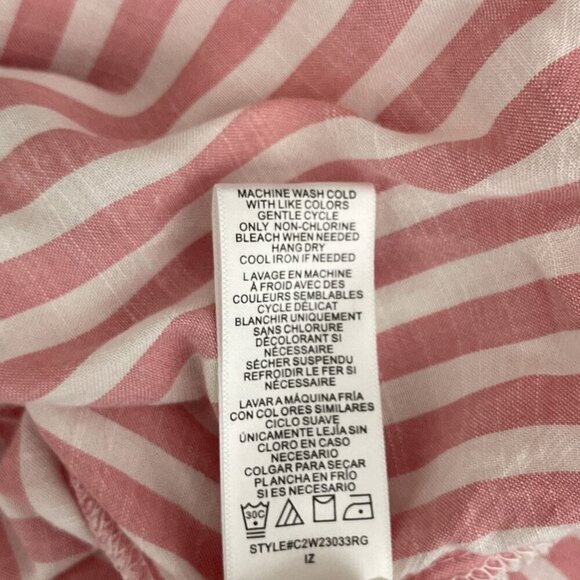 MACHINE WASH COLD
WITH LIKE COLORS
GENTLE CYCLE
ONLY NON-CHLORINE
BLEACH WHEN NEEDED
HANG DRY
COOL IRON IF NEEDED
LAVAGE EN MACHINE
À FROID AVEC DES
COULEURS SEMBLABLES
CYCLE DÉLICAT
BLANCHIR UNIQUEMENT
SANS CHLORURE
DÉCOLORANT SI
NÉCESSAIRE
SÉCHER SUSPENDU
REFROIDIR LE FER SI
NÉCESSAIRE
LAVAR A MÁQUINA FRÍA
CON COLORES SIMILARES
CICLO SUAVE
ÚNICAMENTE LEJÍA SIN
CLORO EN CASO
NECESARIO
COLGAR PARA SEÇAR
PLANCHA EN FRÍO
SI ES NECESARIO
30C
STYLE#C2W23033RG
IZ